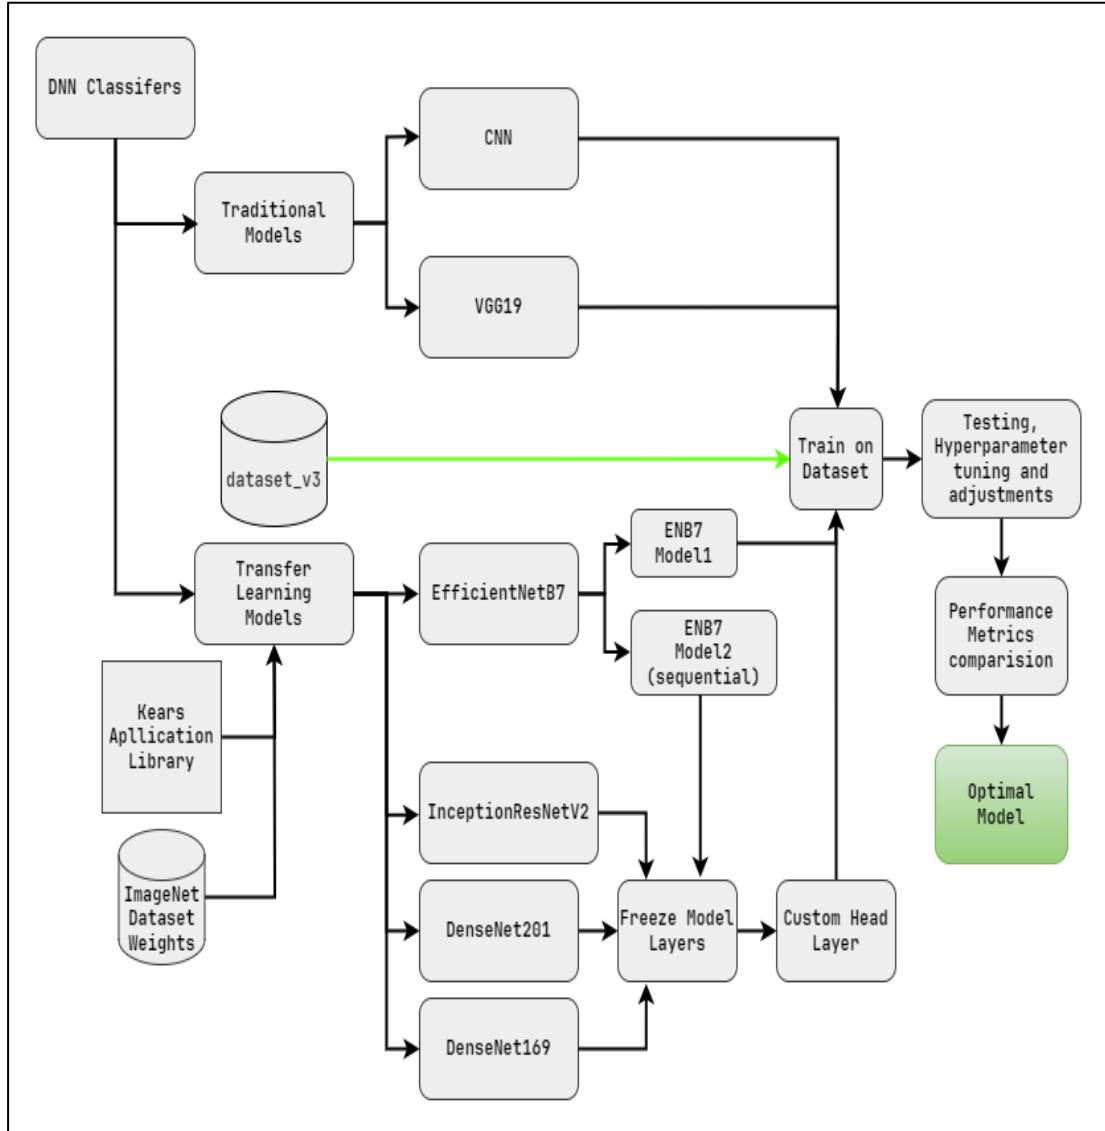 DNN Classifers
CNN
Traditional
Models
VGG19
dataset_v3
Train on
Dataset
Testing,
Hyperparameter
tuning and
adjustments
Transfer
Learning
Models
EfficientNetB7
ENB7
Model1
ENB7
Model2
(sequential)
Performance
Metrics
comparision
Kears
Apllication
Library
InceptionResNetV2
Optimal
Model
ImageNet
Dataset
Weights
DenseNet201
Freeze Model
Layers
Custom Head
Layer
DenseNet169